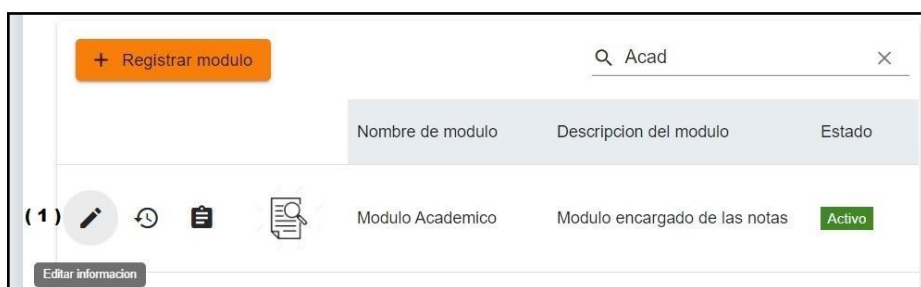 + Registrar modulo
Acad
Nombre de modulo Descripcion del modulo Estado
(1) Modulo Academico Modulo encargado de las notas Activo
Editar informacion